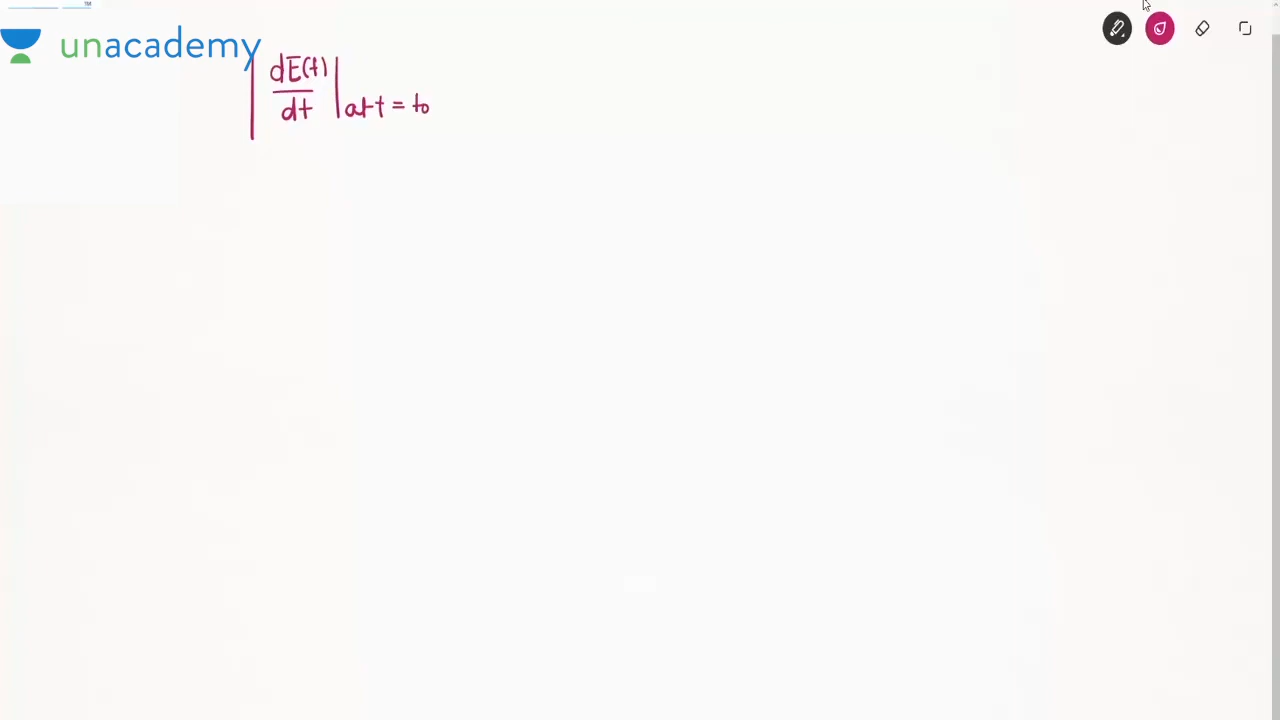 unacademy
| dE(t)
dt | at t = t₀